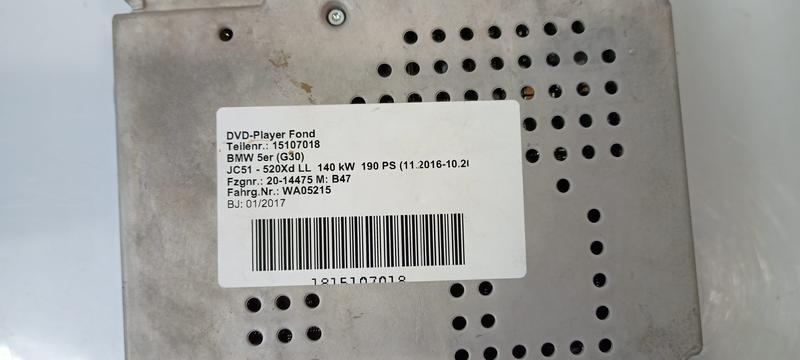 DVD-Player Fond
Teilenr.: 15107018
BMW 5er (G30)
JC51 - 520Xd LL 140 kW 190 PS (11.2016-10.20
Fzgnr.: 20-14475 M: B47
Fahrg.Nr.: WA05215
BJ: 01/2017
1815107018